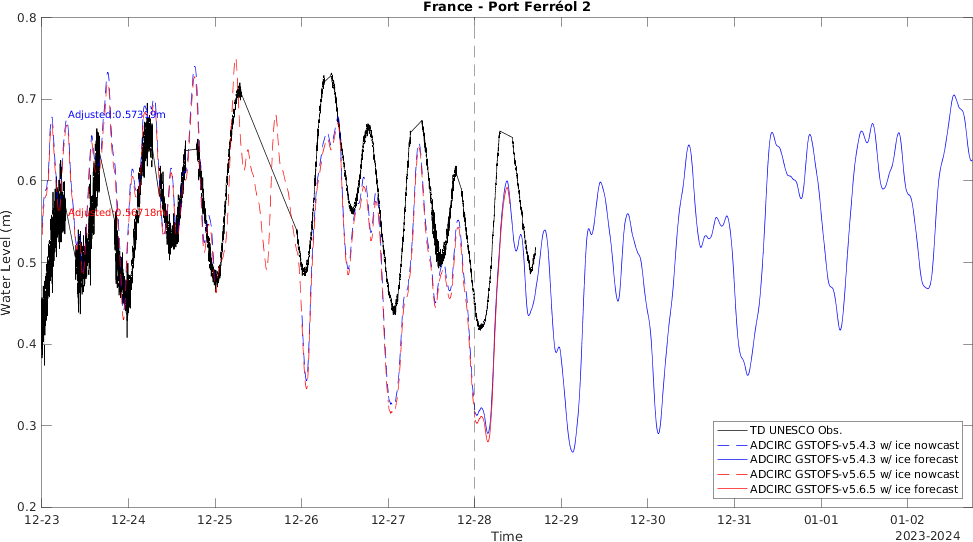 France - Port Ferréol 2
Water Level (m)
0.8
0.7
0.6
0.5
0.4
0.3
0.2
Adjusted:0.56718m
TD UNESCO Obs.
ADCIRC GSTOFS-v5.4.3 w/ ice nowcast
ADCIRC GSTOFS-v5.4.3 w/ ice forecast
ADCIRC GSTOFS-v5.6.5 w/ ice nowcast
ADCIRC GSTOFS-v5.6.5 w/ ice forecast
12-23 12-24 12-25 12-26 12-27 12-28 12-29 12-30 12-31 01-01 01-02
Time
2023-2024